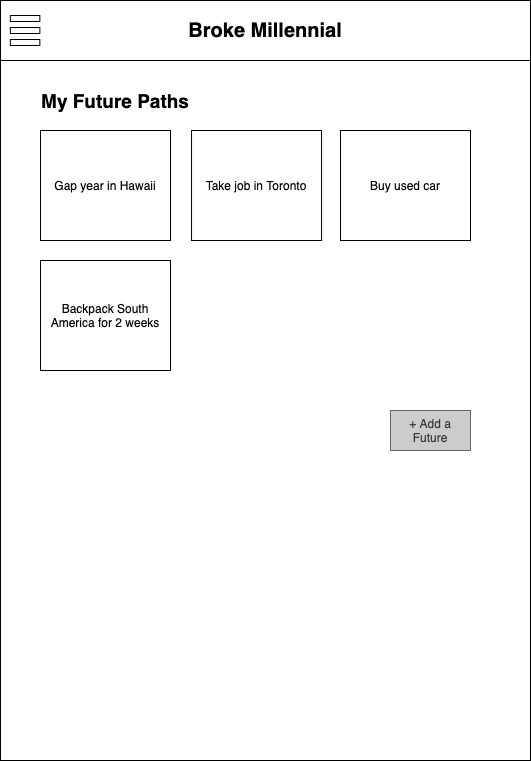 Broke Millennial
My Future Paths
Gap year in Hawaii
Take job in Toronto
Buy used car
Backpack South
America for 2 weeks
+ Add a
Future